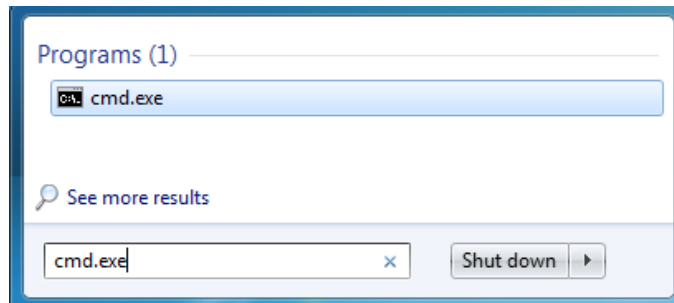 Programs (1)
C:\.
cmd.exe
See more results
cmd.exe
Shut down